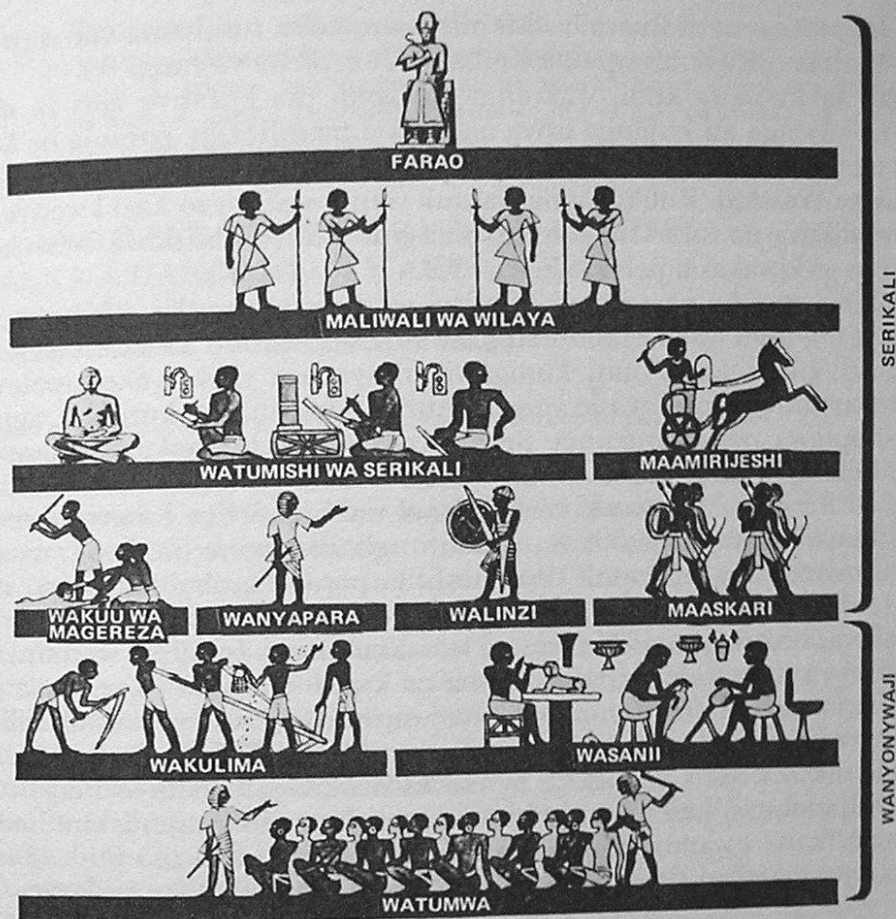 FARAO
MALIWALI WA WILAYA
WATUMISHI WA SERIKALI
MAAMIRIJESHI
WAKUU WA
MAGEREZA
WANYAPARA
WALINZI
MAASKARI
SERIKALI
WAKULIMA
WASANII
WATUMWA
WANYONYWAJI